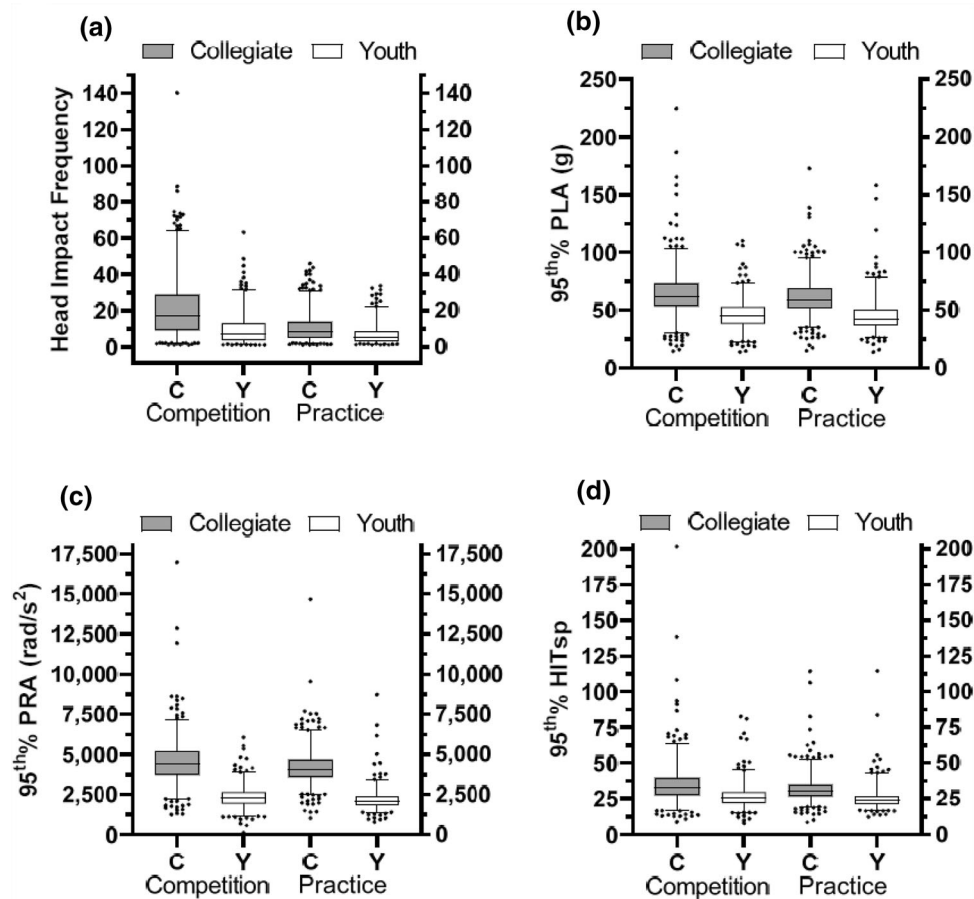 (a)
Collegiate Youth
Head Impact Frequency
140 140
120 120
100 100
80 80
60 60
40 40
20 20
0 0
C Y C Y
Competition Practice
(b)
Collegiate Youth
95th% PLA (g)
250 250
200 200
150 150
100 100
50 50
0 0
C Y C Y
Competition Practice
(c)
Collegiate Youth
95th% PRA (rad/s2)
17,500 17,500
15,000 15,000
12,500 12,500
10,000 10,000
7,500 7,500
5,000 5,000
2,500 2,500
0 0
C Y C Y
Competition Practice
(d)
Collegiate Youth
95th% HITsp
200 200
175 175
150 150
125 125
100 100
75 75
50 50
25 25
0 0
C Y C Y
Competition Practice